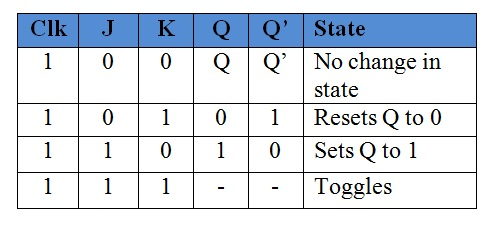 Clk J K Q Q’ State
1 0 0 Q Q’ No change in
state
1 0 1 0 1 Resets Q to 0
1 1 0 1 0 Sets Q to 1
1 1 1 - - Toggles